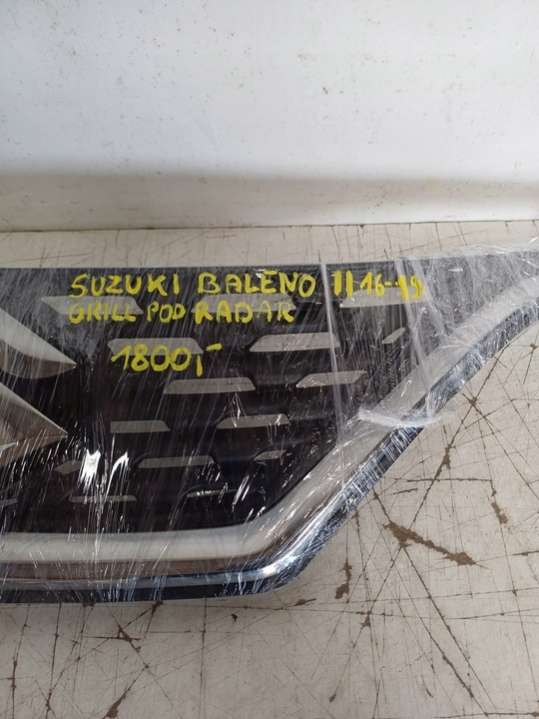 SUZUKI BALENO II 16-19
GRILL POD RADAR
1800,-